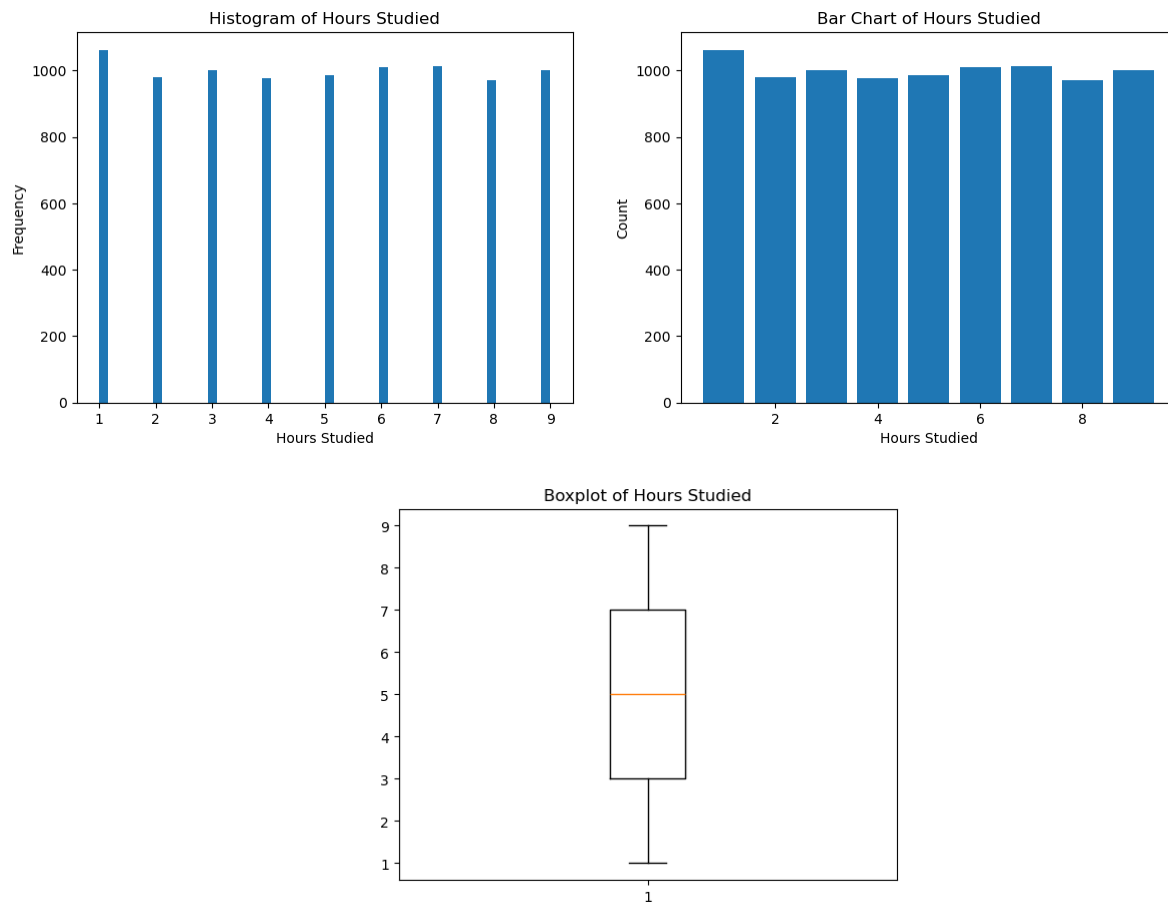 Histogram of Hours Studied
1000
800
600
400
200
0
Frequency
1 2 3 4 5 6 7 8 9
Hours Studied
Bar Chart of Hours Studied
1000
800
600
400
200
0
Count
2 4 6 8
Hours Studied
Boxplot of Hours Studied
9
8
7
6
5
4
3
2
1
1